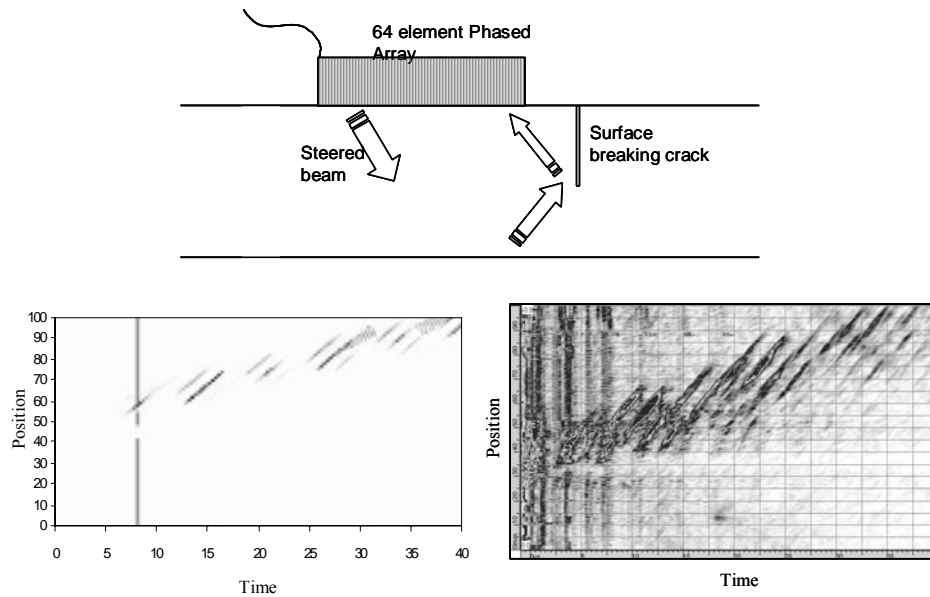 64 element Phased
Array
Steered
beam
Surface
breaking crack
100
90
80
70
60
50
40
30
20
10
0
Position
0 5 10 15 20 25 30 35 40
Time
Position
Time